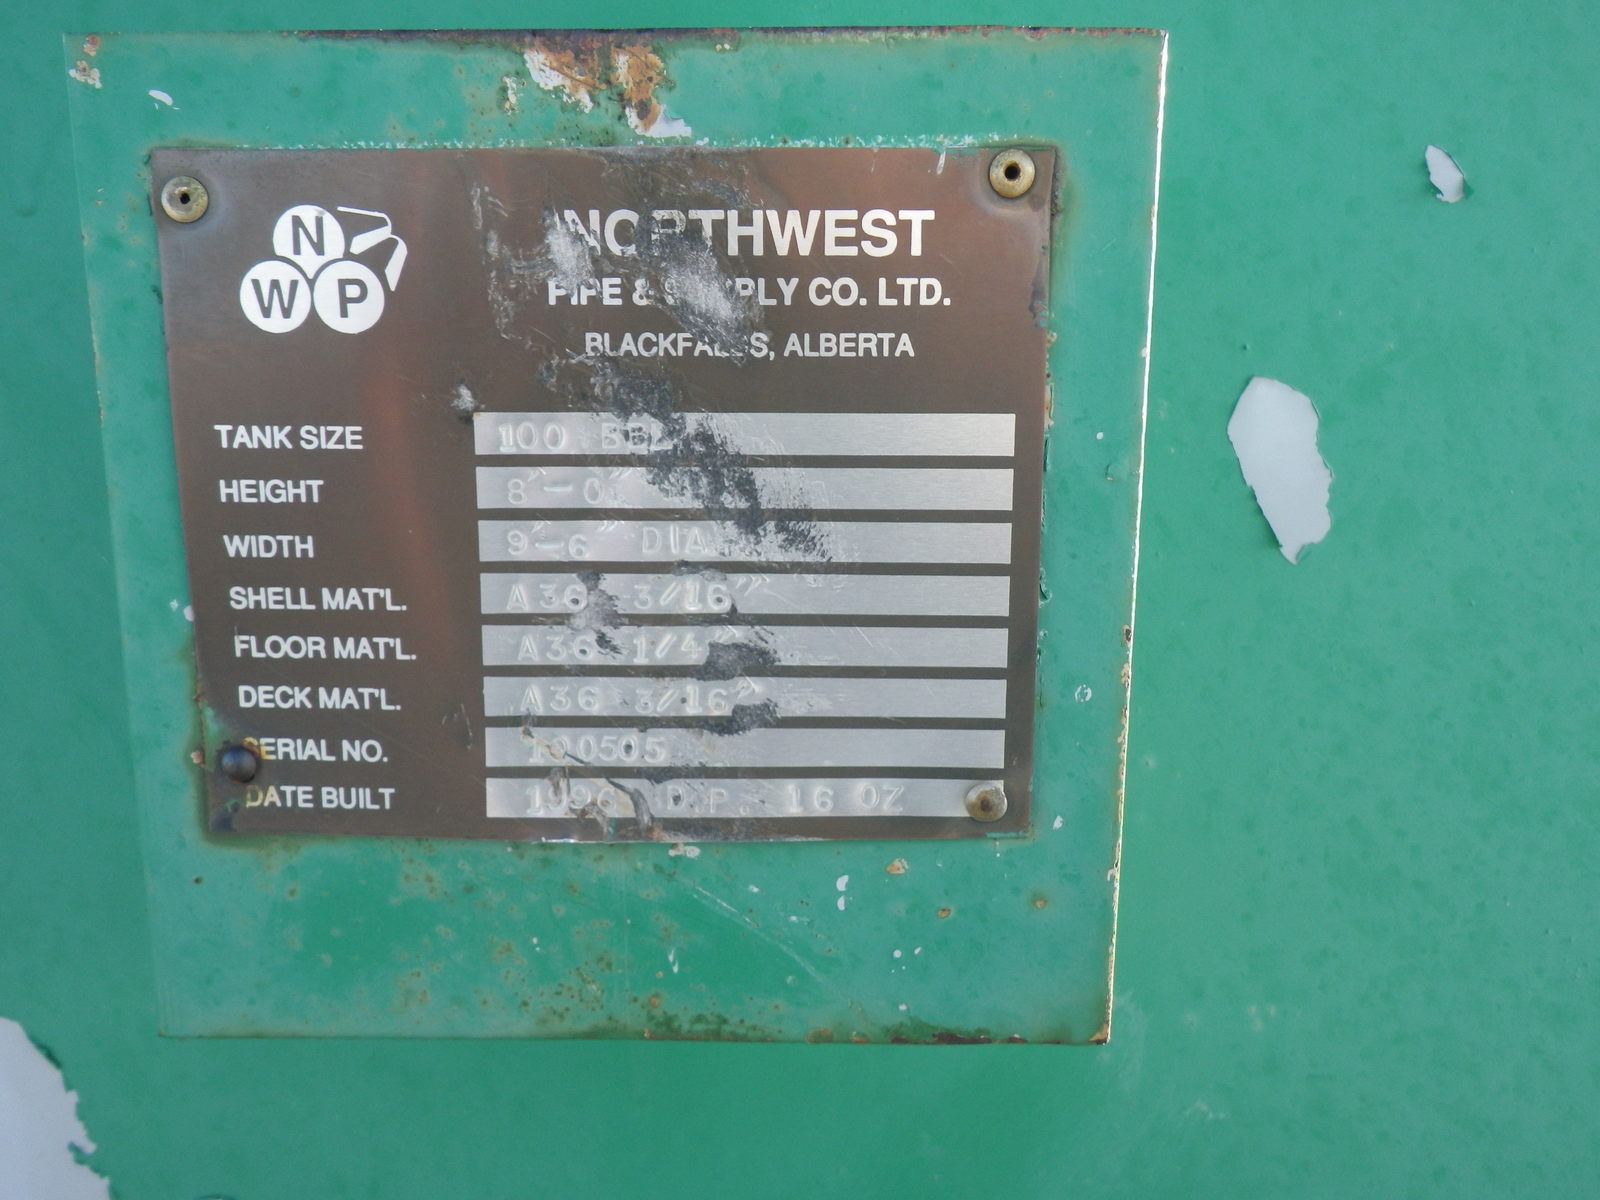 N
W P
NORTHWEST
PIPE & SUPPLY CO. LTD.
BLACKFALDS, ALBERTA
TANK SIZE 100 BBL
HEIGHT 8'-0"
WIDTH 9'-6" DIA.
SHELL MAT'L. A36 3/16"
FLOOR MAT'L. A36 1/4"
DECK MAT'L. A36 3/16"
SERIAL NO. 100505
DATE BUILT 1996 D.P. 16 OZ